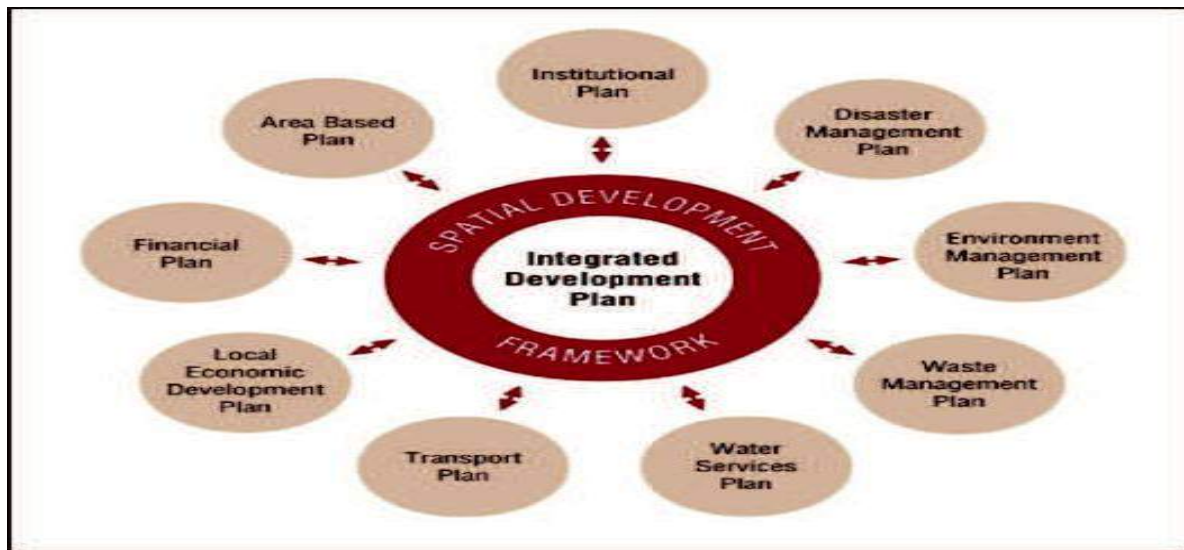 Institutional
Plan
Disaster
Management
Plan
Environment
Management
Plan
Waste
Management
Plan
Water
Services
Plan
Transport
Plan
Local
Economic
Development
Plan
Financial
Plan
Area Based
Plan
SPATIAL DEVELOPMENT
FRAMEWORK
Integrated
Development
Plan